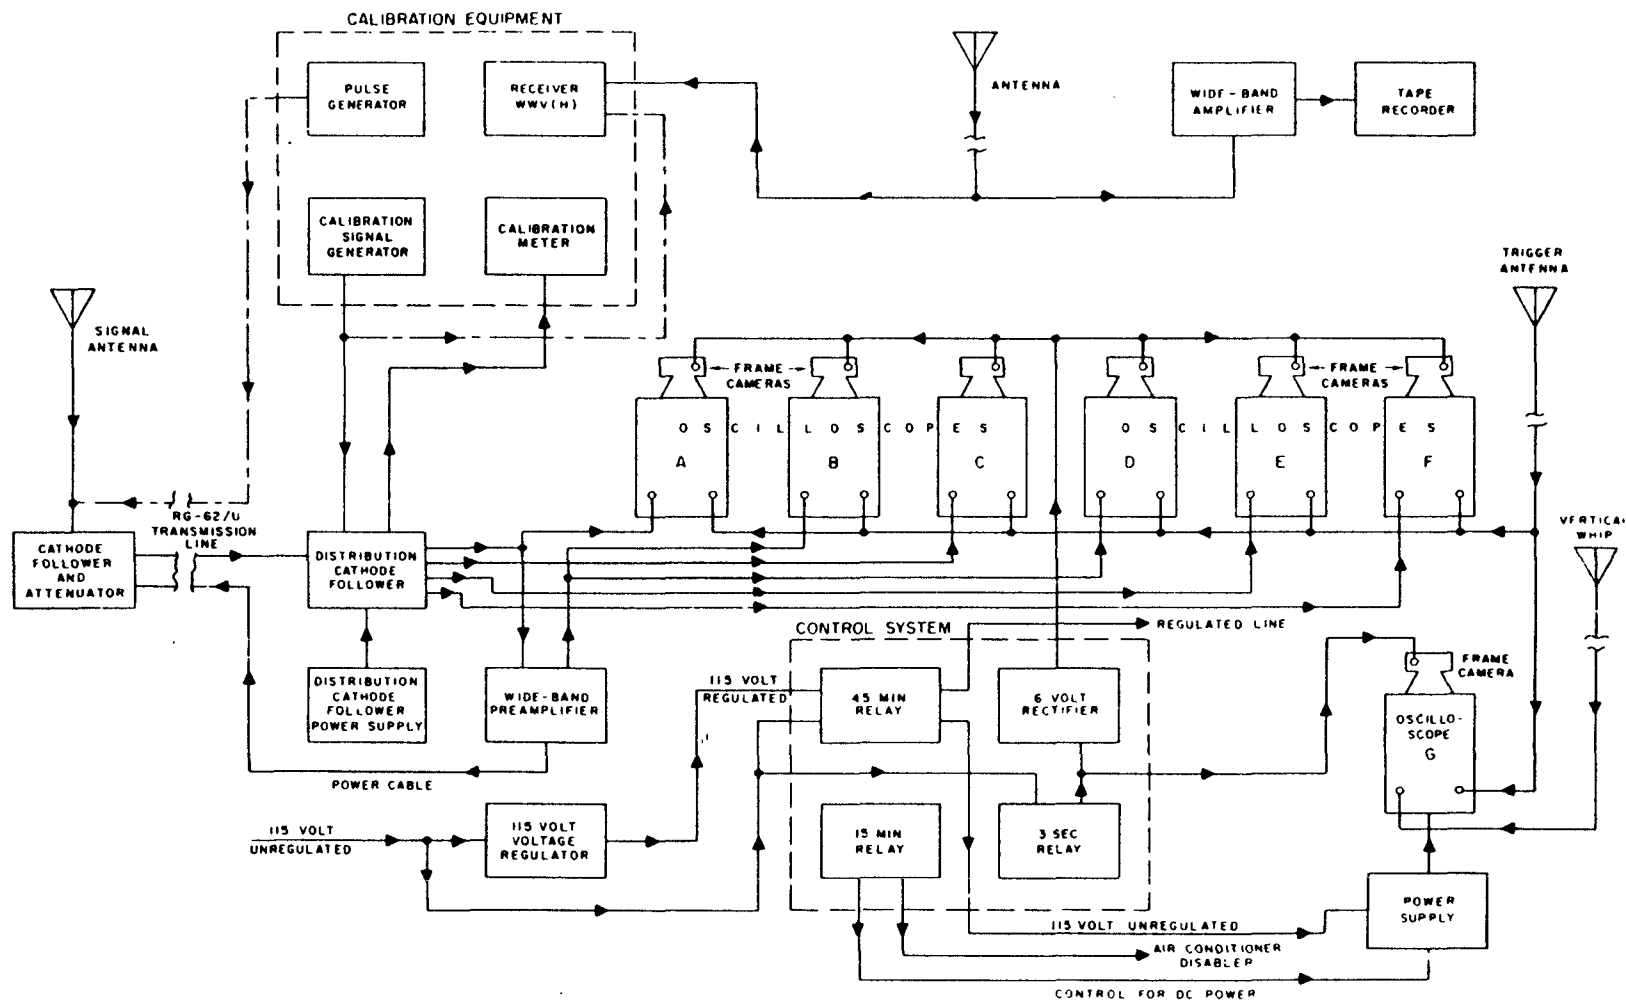 CALIBRATION EQUIPMENT
PULSE
GENERATOR
RECEIVER
WWV(H)
ANTENNA
WIDE-BAND
AMPLIFIER
TAPE
RECORDER
CALIBRATION
SIGNAL
GENERATOR
CALIBRATION
METER
TRIGGER
ANTENNA
SIGNAL
ANTENNA
FRAME
CAMERAS
FRAME
CAMERAS
OSCILLOSCOPES
OSCILLOSCOPES
A
B
C
D
E
F
RG-62/U
TRANSMISSION
LINE
VERTICAL
WHIP
CATHODE
FOLLOWER
AND
ATTENUATOR
DISTRIBUTION
CATHODE
FOLLOWER
CONTROL SYSTEM
REGULATED LINE
DISTRIBUTION
CATHODE
FOLLOWER
POWER SUPPLY
WIDE-BAND
PREAMPLIFIER
115 VOLT
REGULATED
45 MIN
RELAY
6 VOLT
RECTIFIER
FRAME
CAMERA
OSCILLO-
SCOPE
G
POWER CABLE
115 VOLT
UNREGULATED
115 VOLT
VOLTAGE
REGULATOR
15 MIN
RELAY
3 SEC
RELAY
POWER
SUPPLY
115 VOLT UNREGULATED
AIR CONDITIONER
DISABLER
CONTROL FOR DC POWER